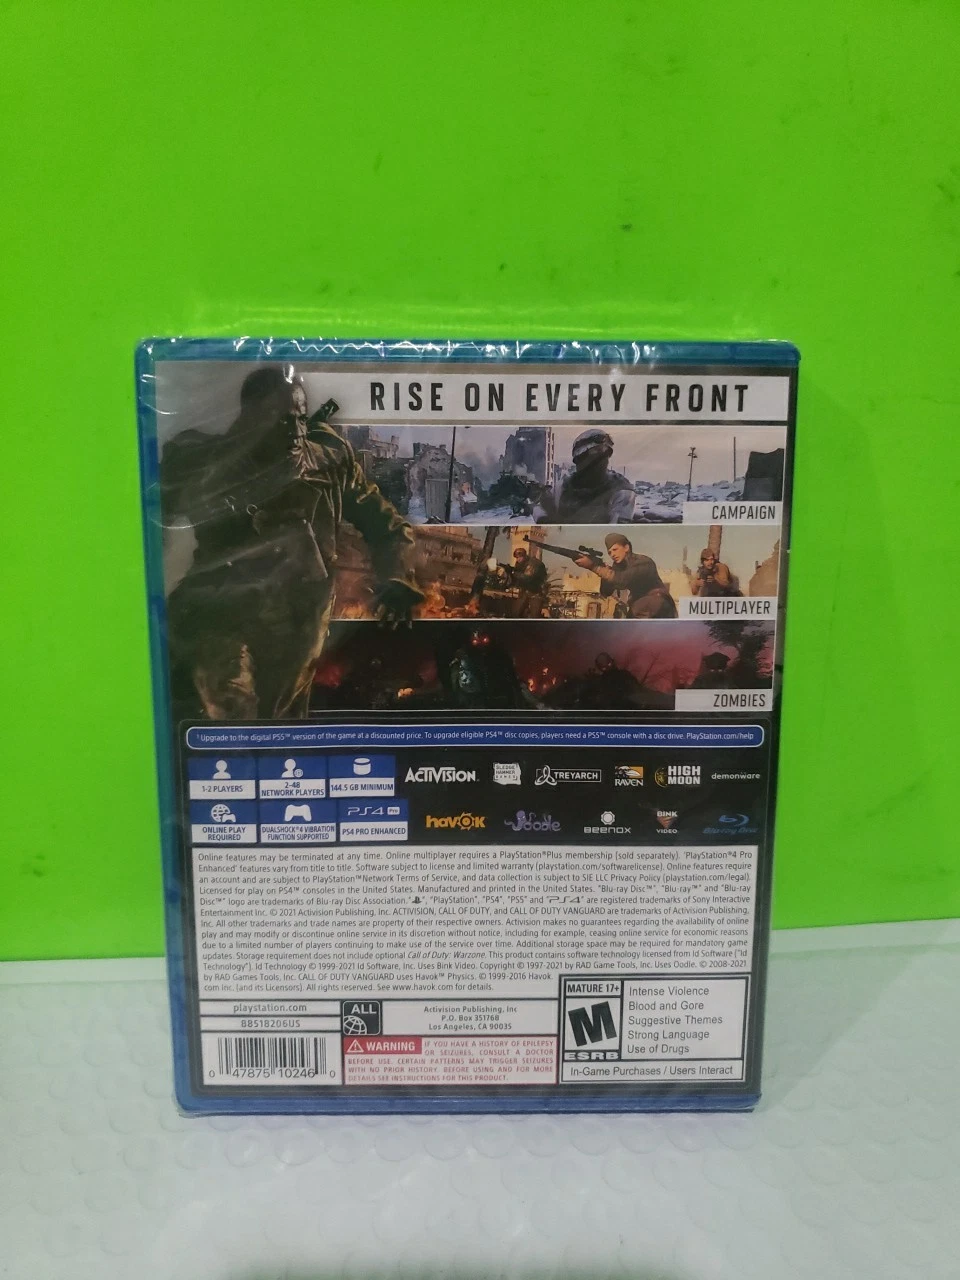 RISE ON EVERY FRONT
CAMPAIGN
MULTIPLAYER
ZOMBIES
¹ Upgrade to the digital PS5™ version of the game at a discounted price. To upgrade eligible PS4™ disc copies, players need a PS5™ console with a disc drive. PlayStation.com/help
1-2 PLAYERS
2-48
NETWORK PLAYERS
144.5 GB MINIMUM
ACTIVISION
SLEDGE
HAMMER
GAMES
TREYARCH
RAVEN
HIGH
MOON
demonware
ONLINE PLAY
REQUIRED
DUALSHOCK®4 VIBRATION
FUNCTION SUPPORTED
PS4 Pro
PS4 PRO ENHANCED
havok
oodle
BEENOX
BINK
VIDEO
Blu-ray Disc
Online features may be terminated at any time. Online multiplayer requires a PlayStation®Plus membership (sold separately). 'PlayStation®4 Pro
Enhanced' features vary from title to title. Software subject to license and limited warranty (playstation.com/softwarelicense). Online features require
an account and are subject to PlayStation™Network Terms of Service, and data collection is subject to SIE LLC Privacy Policy (playstation.com/legal).
Licensed for play on PS4™ consoles in the United States. Manufactured and printed in the United States. "Blu-ray Disc™", "Blu-ray™" and "Blu-ray
Disc™" logo are trademarks of Blu-ray Disc Association. "PlayStation", "PS4", "PS5" and "PS4" are registered trademarks of Sony Interactive
Entertainment Inc. © 2021 Activision Publishing, Inc. ACTIVISION, CALL OF DUTY, and CALL OF DUTY VANGUARD are trademarks of Activision Publishing,
Inc. All other trademarks and trade names are property of their respective owners. Activision makes no guarantees regarding the availability of online
play and may modify or discontinue online service in its discretion without notice, including for example, ceasing online service for economic reasons
due to a limited number of players continuing to make use of the service over time. Additional storage space may be required for mandatory game
updates. Storage requirement does not include optional Call of Duty: Warzone. This product contains software technology licensed from Id Software ("Id
Technology"). Id Technology © 1999-2021 Id Software, Inc. Uses Bink Video. Copyright © 1997-2021 by RAD Game Tools, Inc. Uses Oodle. © 2008-2021
by RAD Games Tools, Inc. CALL OF DUTY VANGUARD uses Havok™ Physics. © 1999-2016 Havok.
com Inc. (and its Licensors). All rights reserved. See www.havok.com for details.
playstation.com
88518206US
0 47875 10246 0
ALL
Activision Publishing, Inc
P.O. Box 351768
Los Angeles, CA 90035
WARNING IF YOU HAVE A HISTORY OF EPILEPSY
OR SEIZURES, CONSULT A DOCTOR
BEFORE USE. CERTAIN PATTERNS MAY TRIGGER SEIZURES
WITH NO PRIOR HISTORY. BEFORE USING AND FOR MORE
DETAILS SEE INSTRUCTIONS FOR THIS PRODUCT.
MATURE 17+
M
ESRB
Intense Violence
Blood and Gore
Suggestive Themes
Strong Language
Use of Drugs
In-Game Purchases / Users Interact